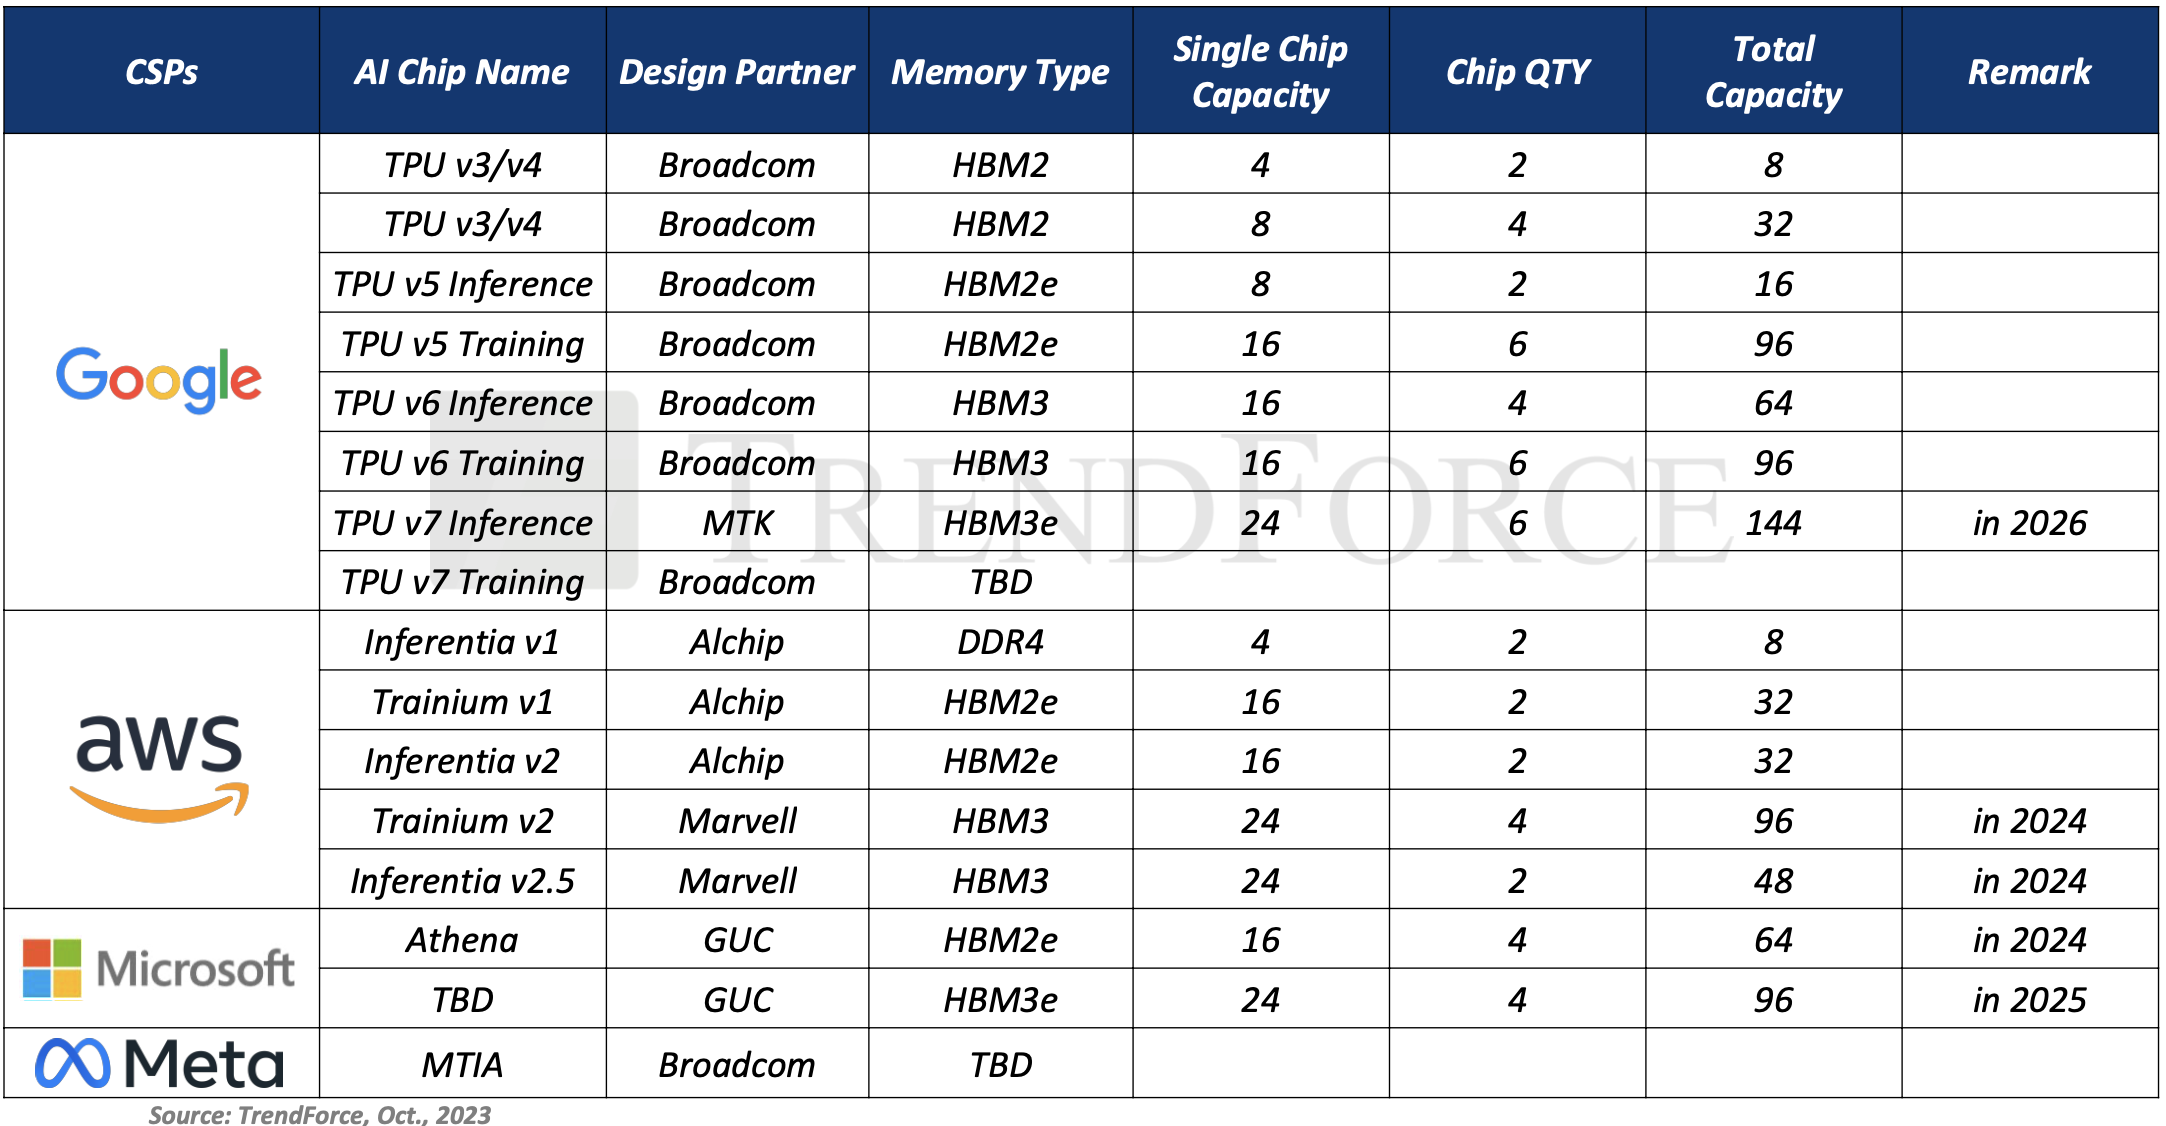 CSPs AI Chip Name Design Partner Memory Type Single Chip Capacity Chip QTY Total Capacity Remark
Google
TPU v3/v4 Broadcom HBM2 4 2 8
TPU v3/v4 Broadcom HBM2 8 4 32
TPU v5 Inference Broadcom HBM2e 8 2 16
TPU v5 Training Broadcom HBM2e 16 6 96
TPU v6 Inference Broadcom HBM3 16 4 64
TPU v6 Training Broadcom HBM3 16 6 96
TPU v7 Inference MTK HBM3e 24 6 144 in 2026
TPU v7 Training Broadcom TBD
TRENDFORCE
aws
Inferentia v1 Alchip DDR4 4 2 8
Trainium v1 Alchip HBM2e 16 2 32
Inferentia v2 Alchip HBM2e 16 2 32
Trainium v2 Marvell HBM3 24 4 96 in 2024
Inferentia v2.5 Marvell HBM3 24 2 48 in 2024
Microsoft
Athena GUC HBM2e 16 4 64 in 2024
TBD GUC HBM3e 24 4 96 in 2025
Meta MTIA Broadcom TBD
Source: TrendForce, Oct., 2023